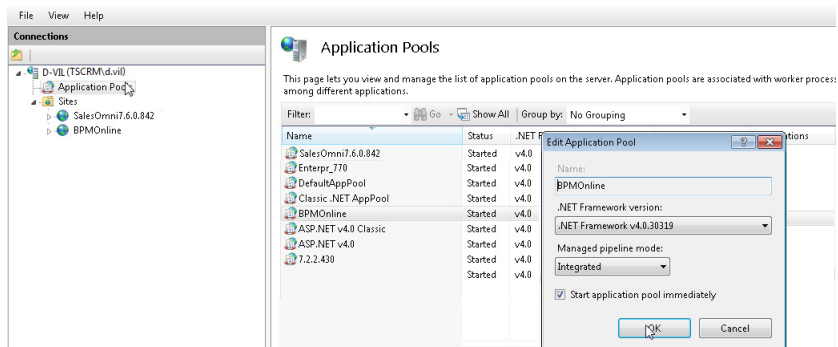 File View Help
Connections
D-VIL (TSCRM\d.vil)
Application Pools
Sites
SalesOmni7.6.0.842
BPMOnline
Application Pools
This page lets you view and manage the list of application pools on the server. Application pools are associated with worker process
among different applications.
Filter: Go Show All Group by: No Grouping
Name Status .NET F
SalesOmni7.6.0.842 Started v4.0
Enterpr_770 Started v4.0
DefaultAppPool Started v4.0
Classic .NET AppPool Started v4.0
BPMOnline Started v4.0
ASP.NET v4.0 Classic Started v4.0
ASP.NET v4.0 Started v4.0
7.2.2.430 Started v4.0
Started v4.0
ations
Edit Application Pool
Name:
BPMOnline
.NET Framework version:
.NET Framework v4.0.30319
Managed pipeline mode:
Integrated
Start application pool immediately
OK Cancel